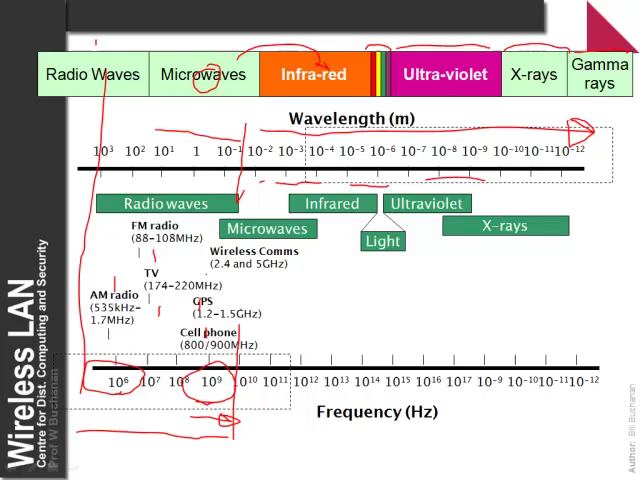 Radio Waves Microwaves Infra-red Ultra-violet X-rays Gamma rays
Wavelength (m)
10³ 10² 10¹ 1 10⁻¹ 10⁻² 10⁻³ 10⁻⁴ 10⁻⁵ 10⁻⁶ 10⁻⁷ 10⁻⁸ 10⁻⁹ 10⁻¹⁰ 10⁻¹¹ 10⁻¹²
Radio waves Infrared Ultraviolet
Microwaves Light X-rays
FM radio
(88-108MHz)
Wireless Comms
(2.4 and 5GHz)
TV
(174-220MHz)
AM radio
(535kHz-
1.7MHz)
GPS
(1.2-1.5GHz)
Cell phone
(800/900MHz)
10⁶ 10⁷ 10⁸ 10⁹ 10¹⁰ 10¹¹ 10¹² 10¹³ 10¹⁴ 10¹⁵ 10¹⁶ 10¹⁷ 10⁻⁹ 10⁻¹⁰ 10⁻¹¹ 10⁻¹²
Frequency (Hz)
Wireless LAN
Centre for Dist. Computing and Security
Prof W Buchanan
Author: Bill Buchanan